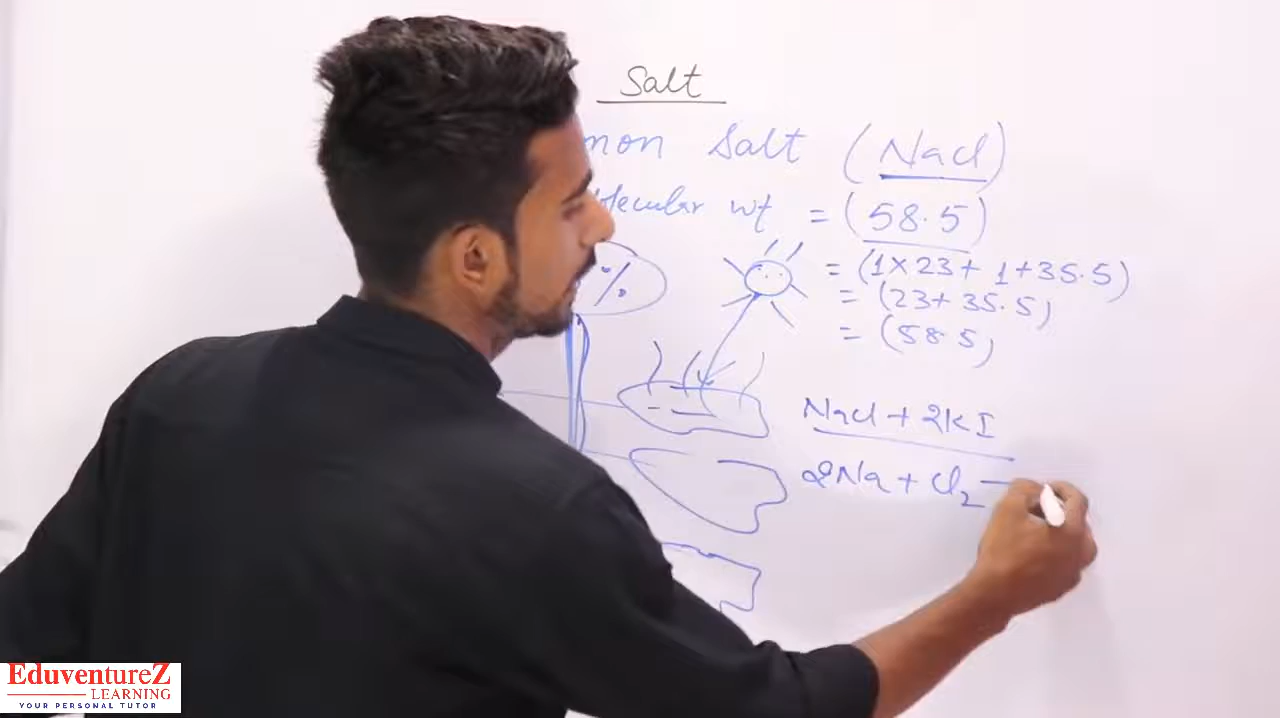 Salt
mon Salt (Nacl)
lecular wt = (58.5)
% = (1×23+1+35.5)
= (23+35.5)
= (58.5)
Nacl + 2KI
2Na + Cl2 —
EduventureZ
LEARNING
YOUR PERSONAL TUTOR